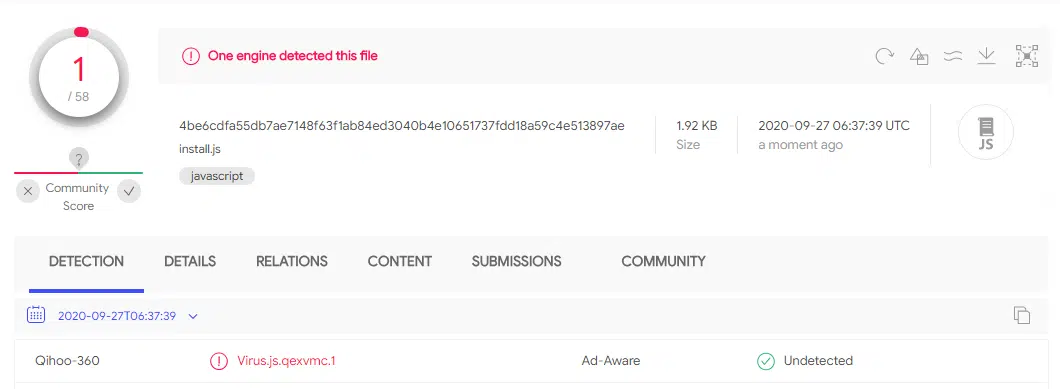 1
/ 58
One engine detected this file
4be6cdfa55db7ae7148f63f1ab84ed3040b4e10651737fdd18a59c4e513897ae
install.js
javascript
1.92 KB
Size
2020-09-27 06:37:39 UTC
a moment ago
JS
?
Community
Score
DETECTION DETAILS RELATIONS CONTENT SUBMISSIONS COMMUNITY
2020-09-27T06:37:39
Qihoo-360 Virus.js.qexvmc.1 Ad-Aware Undetected